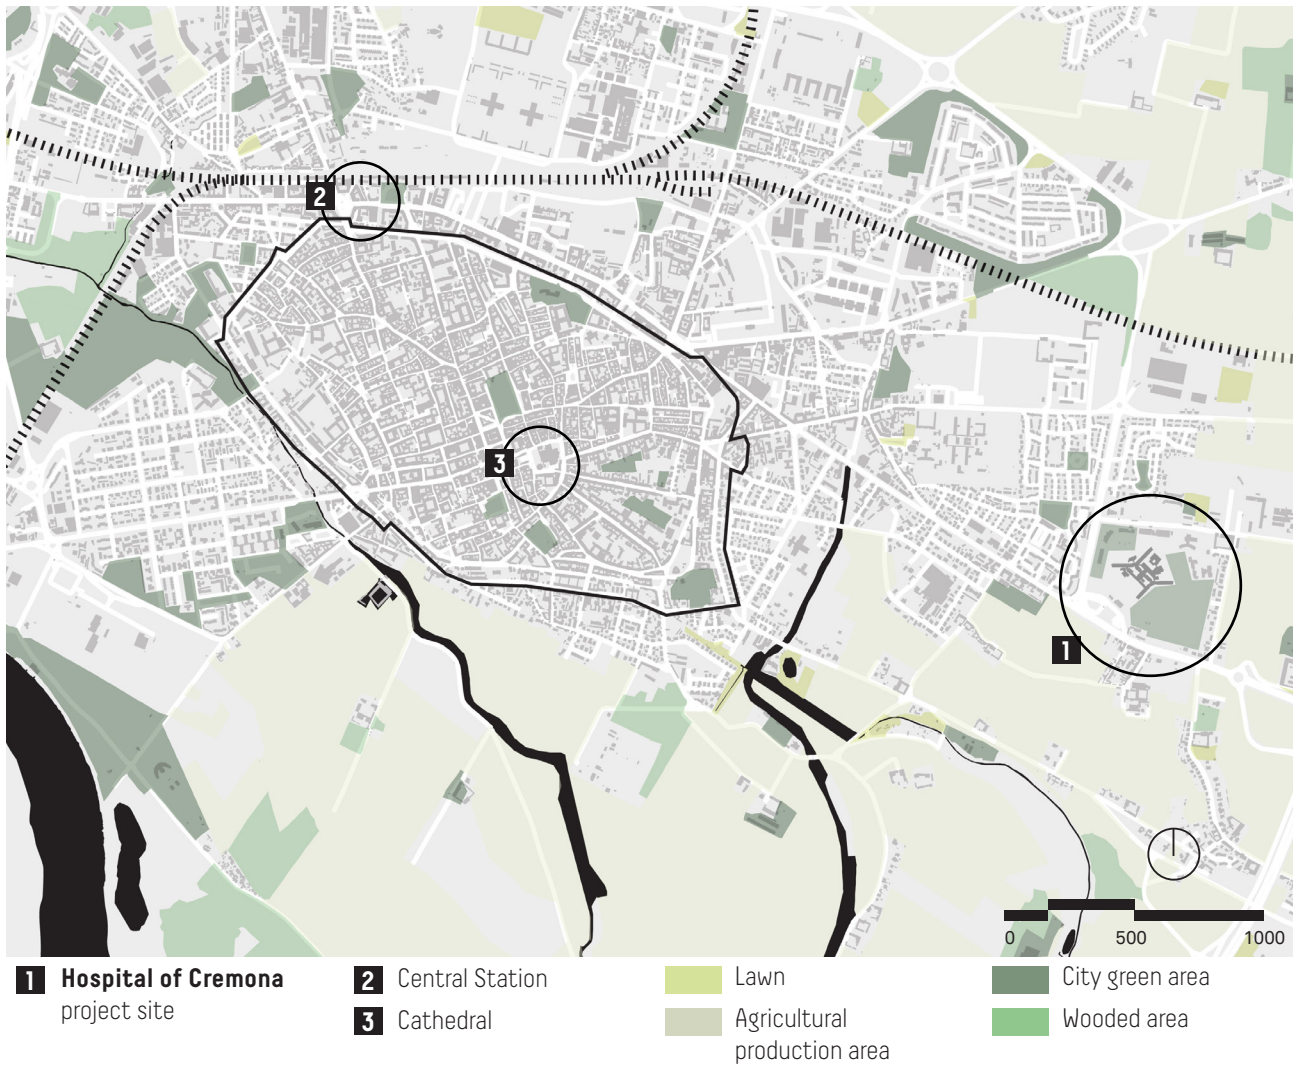 2
3
1
0 500 1000
1 Hospital of Cremona
project site
2 Central Station
3 Cathedral
Lawn
Agricultural
production area
City green area
Wooded area